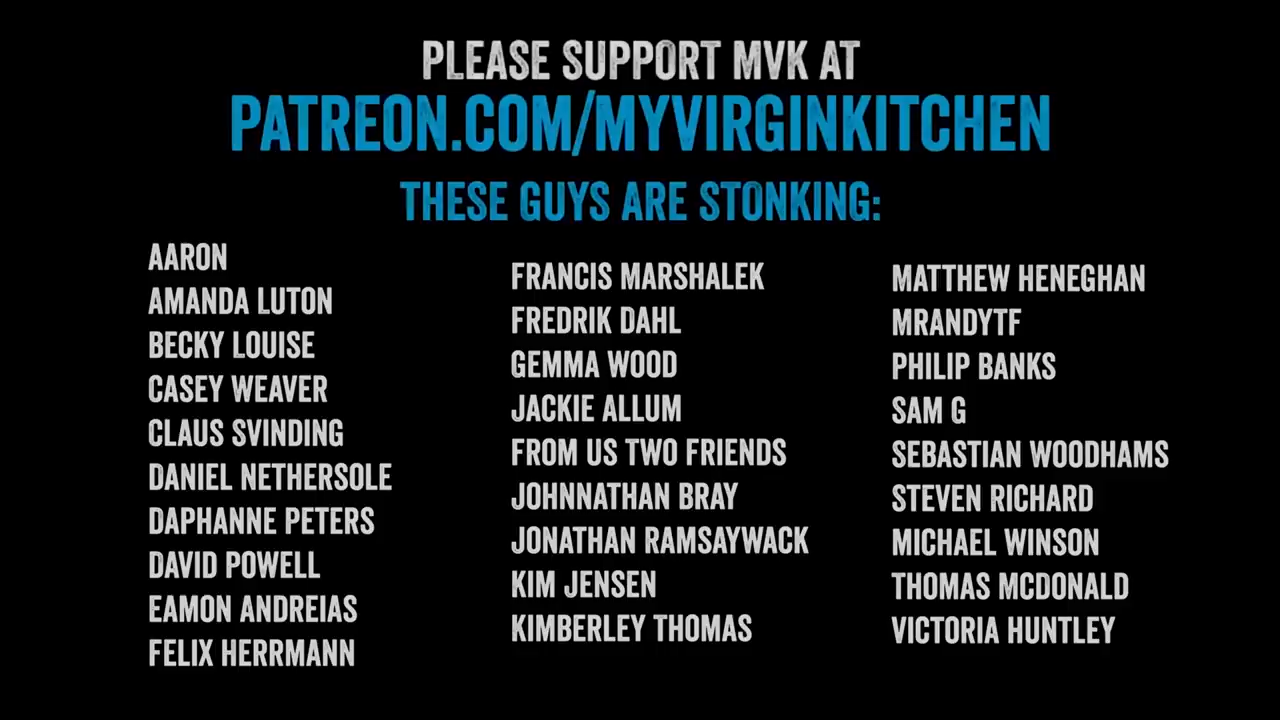 PLEASE SUPPORT MVK AT
PATREON.COM/MYVIRGINKITCHEN
THESE GUYS ARE STONKING:
AARON
AMANDA LUTON
BECKY LOUISE
CASEY WEAVER
CLAUS SVINDING
DANIEL NETHERSOLE
DAPHANNE PETERS
DAVID POWELL
EAMON ANDREIAS
FELIX HERRMANN
FRANCIS MARSHALEK
FREDRIK DAHL
GEMMA WOOD
JACKIE ALLUM
FROM US TWO FRIENDS
JOHNNATHAN BRAY
JONATHAN RAMSAYWACK
KIM JENSEN
KIMBERLEY THOMAS
MATTHEW HENEGHAN
MRANDYTF
PHILIP BANKS
SAM G
SEBASTIAN WOODHAMS
STEVEN RICHARD
MICHAEL WINSON
THOMAS MCDONALD
VICTORIA HUNTLEY